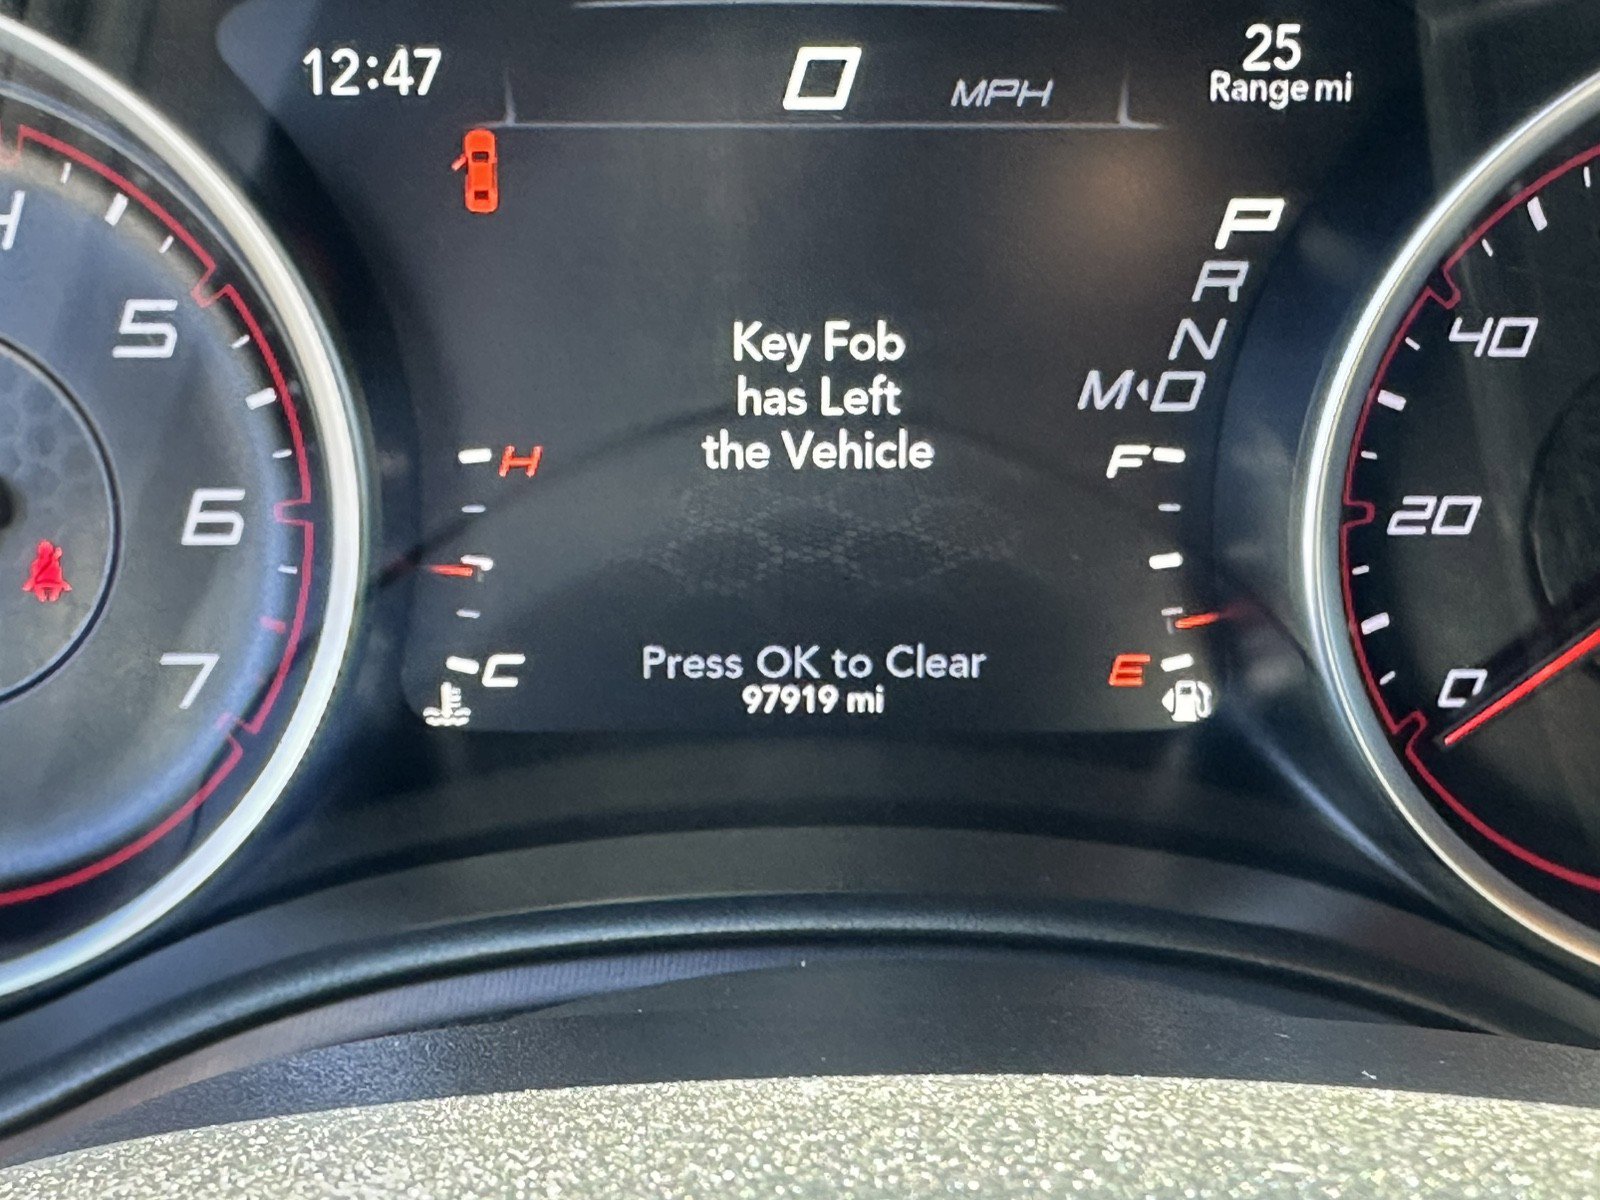 12:47
0 MPH
25
Range mi
P
R
N
M D
Key Fob
has Left
the Vehicle
H
F
C
E
Press OK to Clear
97919 mi
5
6
7
40
20
0